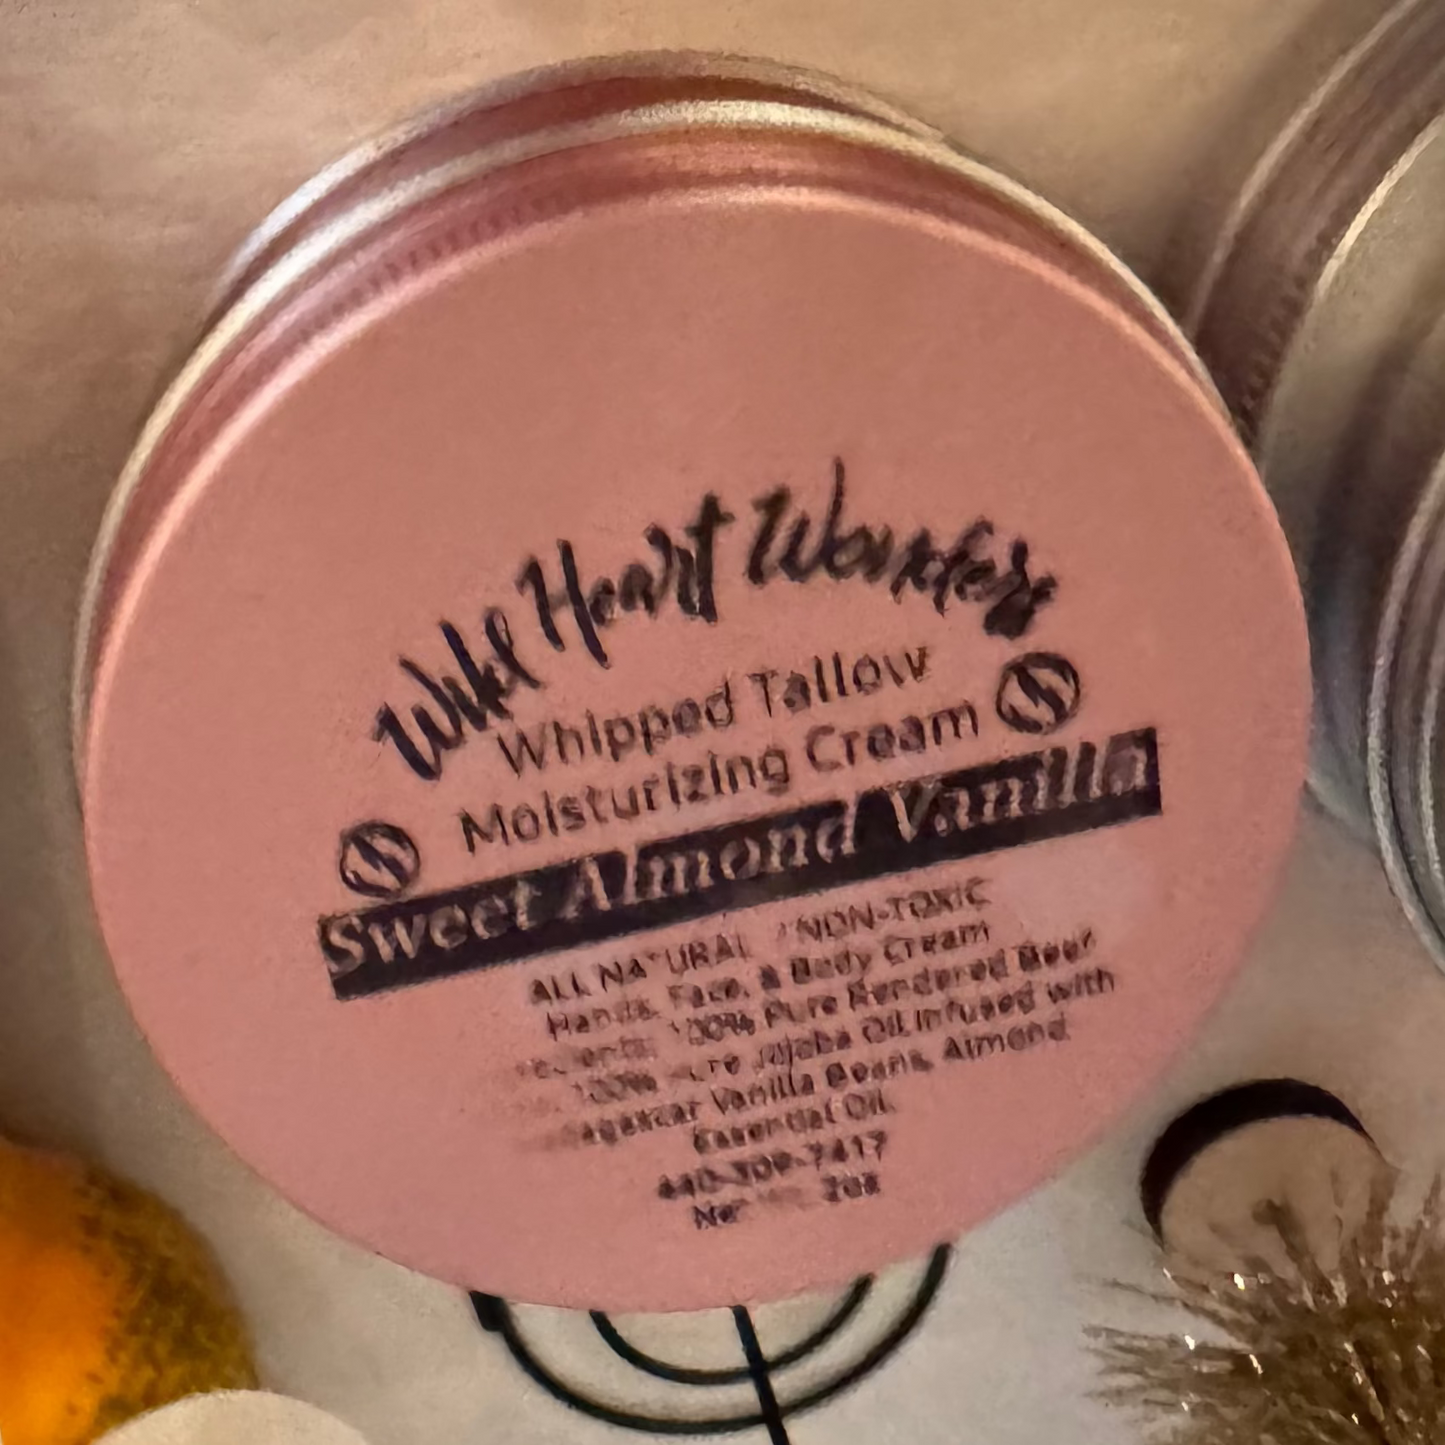 Wild Heart Wonders
Whipped Tallow
Moisturizing Cream
Sweet Almond Vanilla
ALL NATURAL NON-TOXIC
Hands, Face, & Body Cream
100% Pure Rendered Beef
100% Jojoba Oil Infused with
Vanilla Beans, Almond
Essential Oil.
2oz